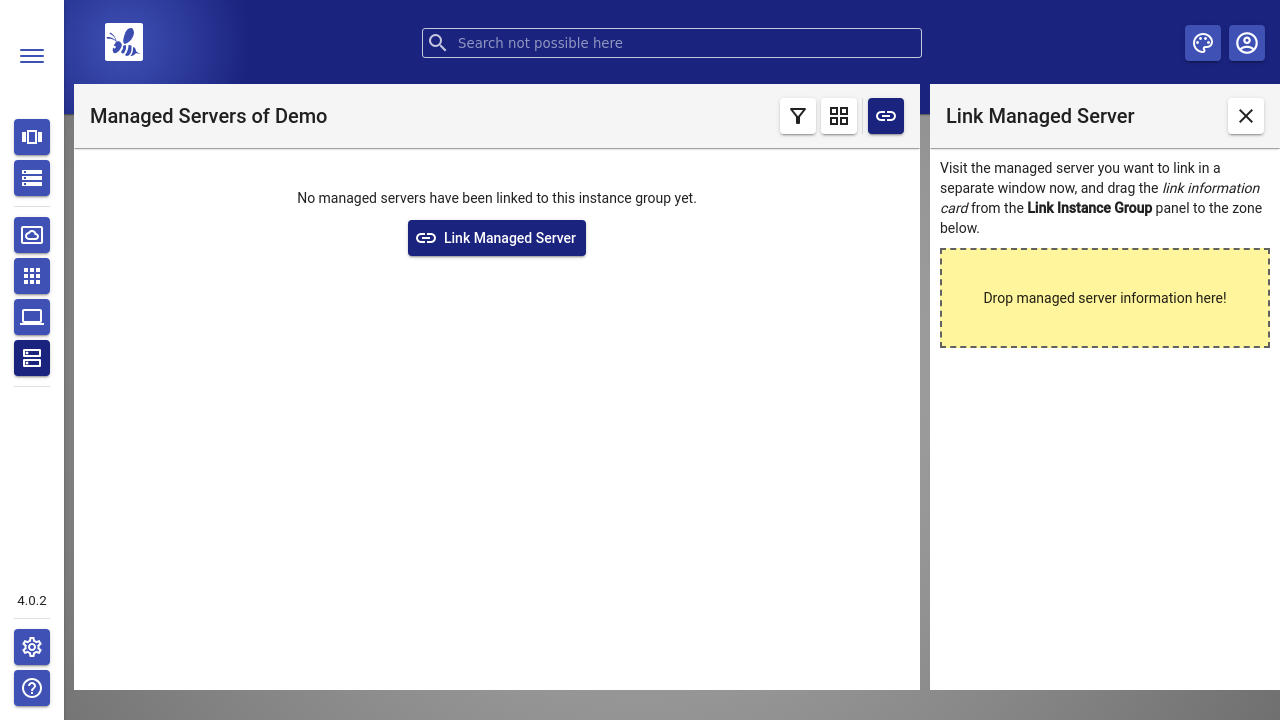 Search not possible here
Managed Servers of Demo
Link Managed Server
No managed servers have been linked to this instance group yet.
Link Managed Server
Visit the managed server you want to link in a
separate window now, and drag the link information
card from the Link Instance Group panel to the zone
below.
Drop managed server information here!
4.0.2